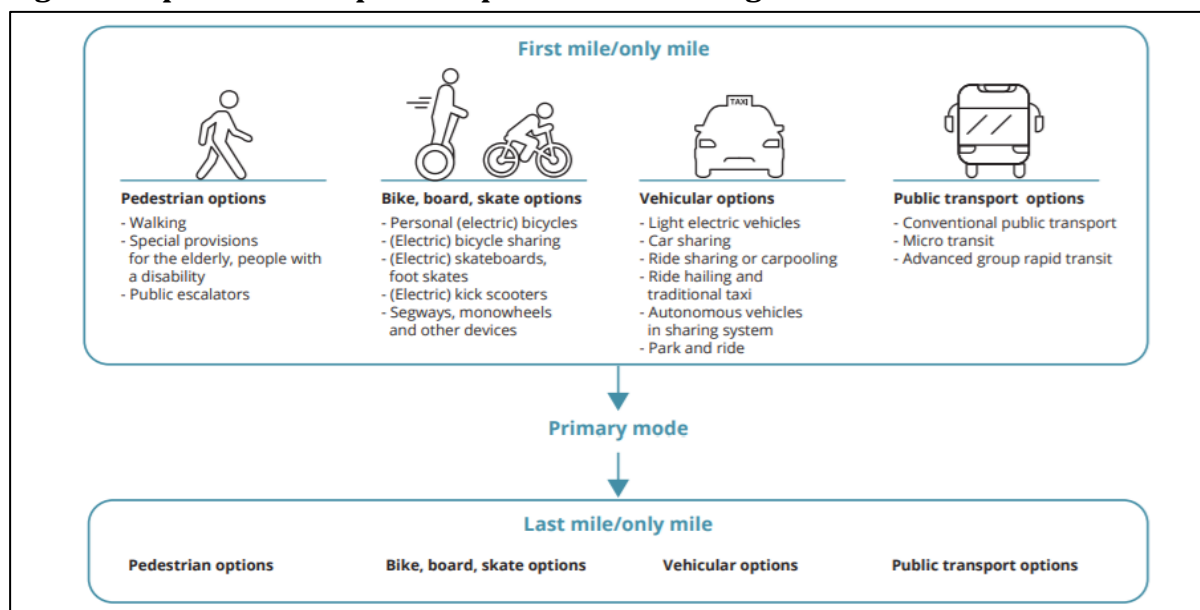 First mile/only mile
TAXI
Pedestrian options
- Walking
- Special provisions
for the elderly, people with
a disability
- Public escalators
Bike, board, skate options
- Personal (electric) bicycles
- (Electric) bicycle sharing
- (Electric) skateboards,
foot skates
- (Electric) kick scooters
- Segways, monowheels
and other devices
Vehicular options
- Light electric vehicles
- Car sharing
- Ride sharing or carpooling
- Ride hailing and
traditional taxi
- Autonomous vehicles
in sharing system
- Park and ride
Public transport options
- Conventional public transport
- Micro transit
- Advanced group rapid transit
Primary mode
Last mile/only mile
Pedestrian options
Bike, board, skate options
Vehicular options
Public transport options